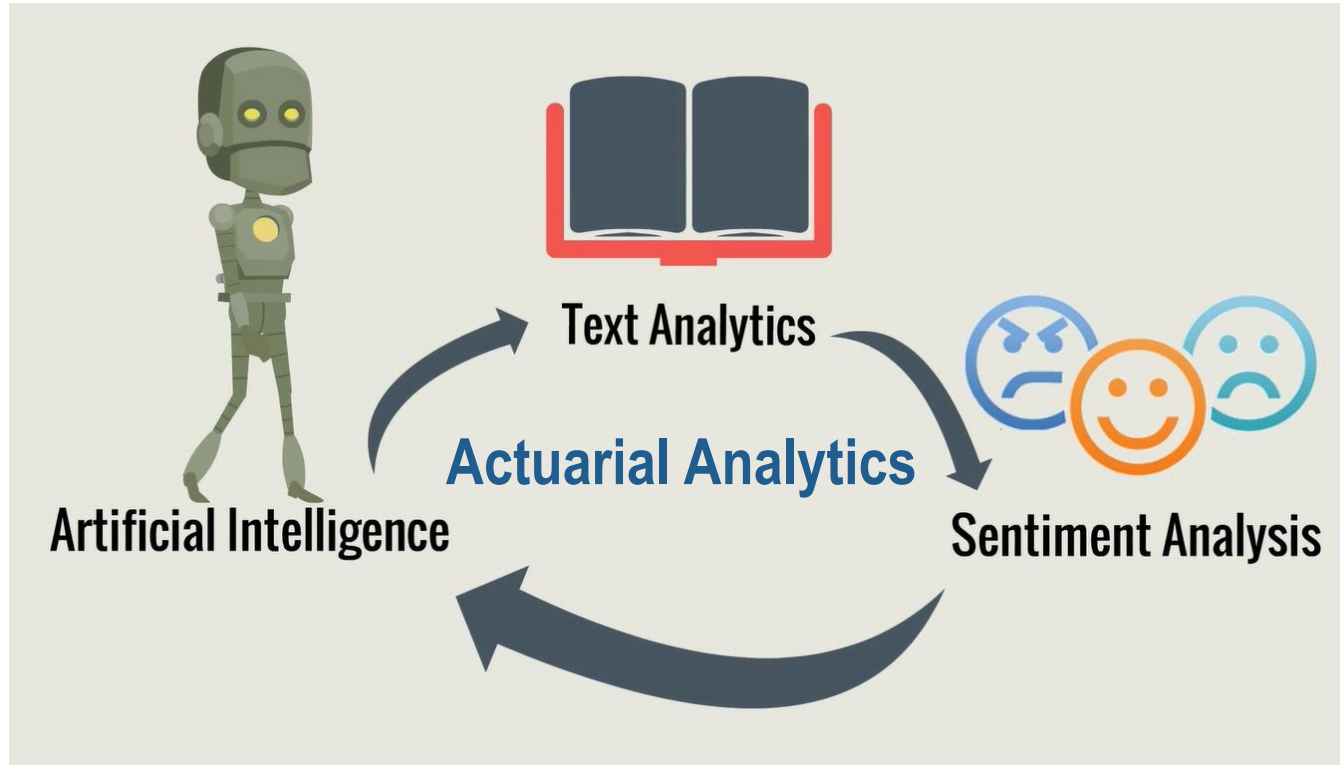 Text Analytics
Actuarial Analytics
Artificial Intelligence
Sentiment Analysis